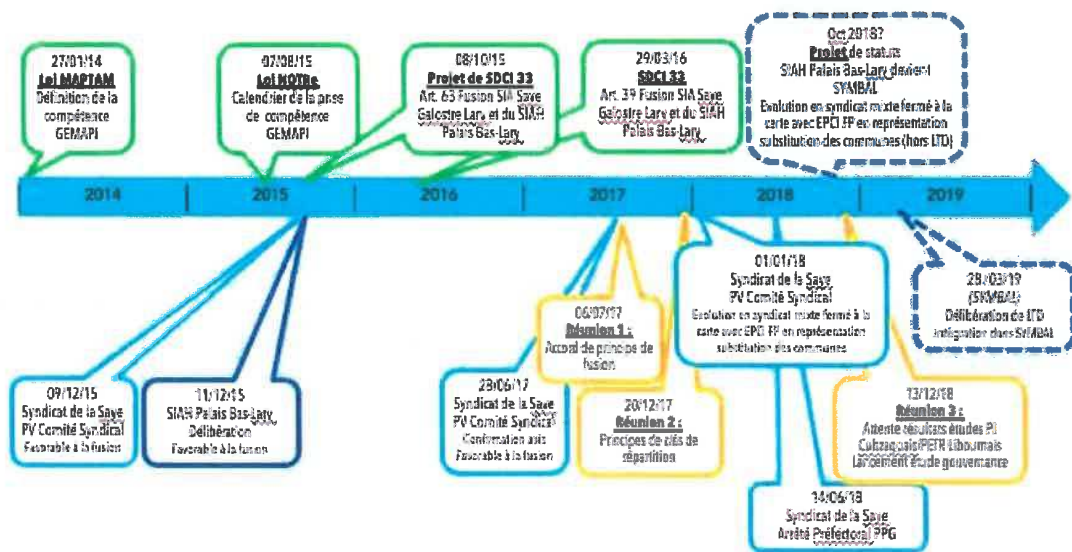 27/01/14
Loi MAPTAM
Définition de la
compétence
GEMAPI
07/08/15
Loi NOTRe
Calendrier de la prise
de compétence
GEMAPI
08/10/15
Projet de SDCI 33
Art. 63 Fusion SIA Saye
Galostre Lary et du SIAH
Palais Bas-Lary
29/03/16
SDCI 33
Art. 39 Fusion SIA Saye
Galostre Lary et du SIAH
Palais Bas-Lary
Oct 2018?
Projet de statuts
SIAH Palais Bas-Lary devient
SYMBAL
Evolution en syndicat mixte fermé à la
carte avec EPCI FP en représentation
substitution des communes (hors LTD)
2014
2015
2016
2017
2018
2019
09/12/15
Syndicat de la Saye
PV Comité Syndical
Favorable à la fusion
11/12/15
SIAH Palais Bas-Lary
Délibération
Favorable à la fusion
28/06/17
Syndicat de la Saye
PV Comité Syndical
Confirmation avis
Favorable à la fusion
06/07/17
Réunion 1 :
Accord de principe de
fusion
20/12/17
Réunion 2 :
Principes de clés de
répartition
01/01/18
Syndicat de la Saye
PV Comité Syndical
Evolution en syndicat mixte fermé à la
carte avec EPCI FP en représentation
substitution des communes
14/06/18
Syndicat de la Saye
Arrêté Préfectoral PPG
13/12/18
Réunion 3 :
Attente résultats études PI
Cubzaguais/PETR Libournais
Lancement étude gouvernance
28/03/19
(SYMBAL)
Délibération de LTD
intégration dans SYMBAL